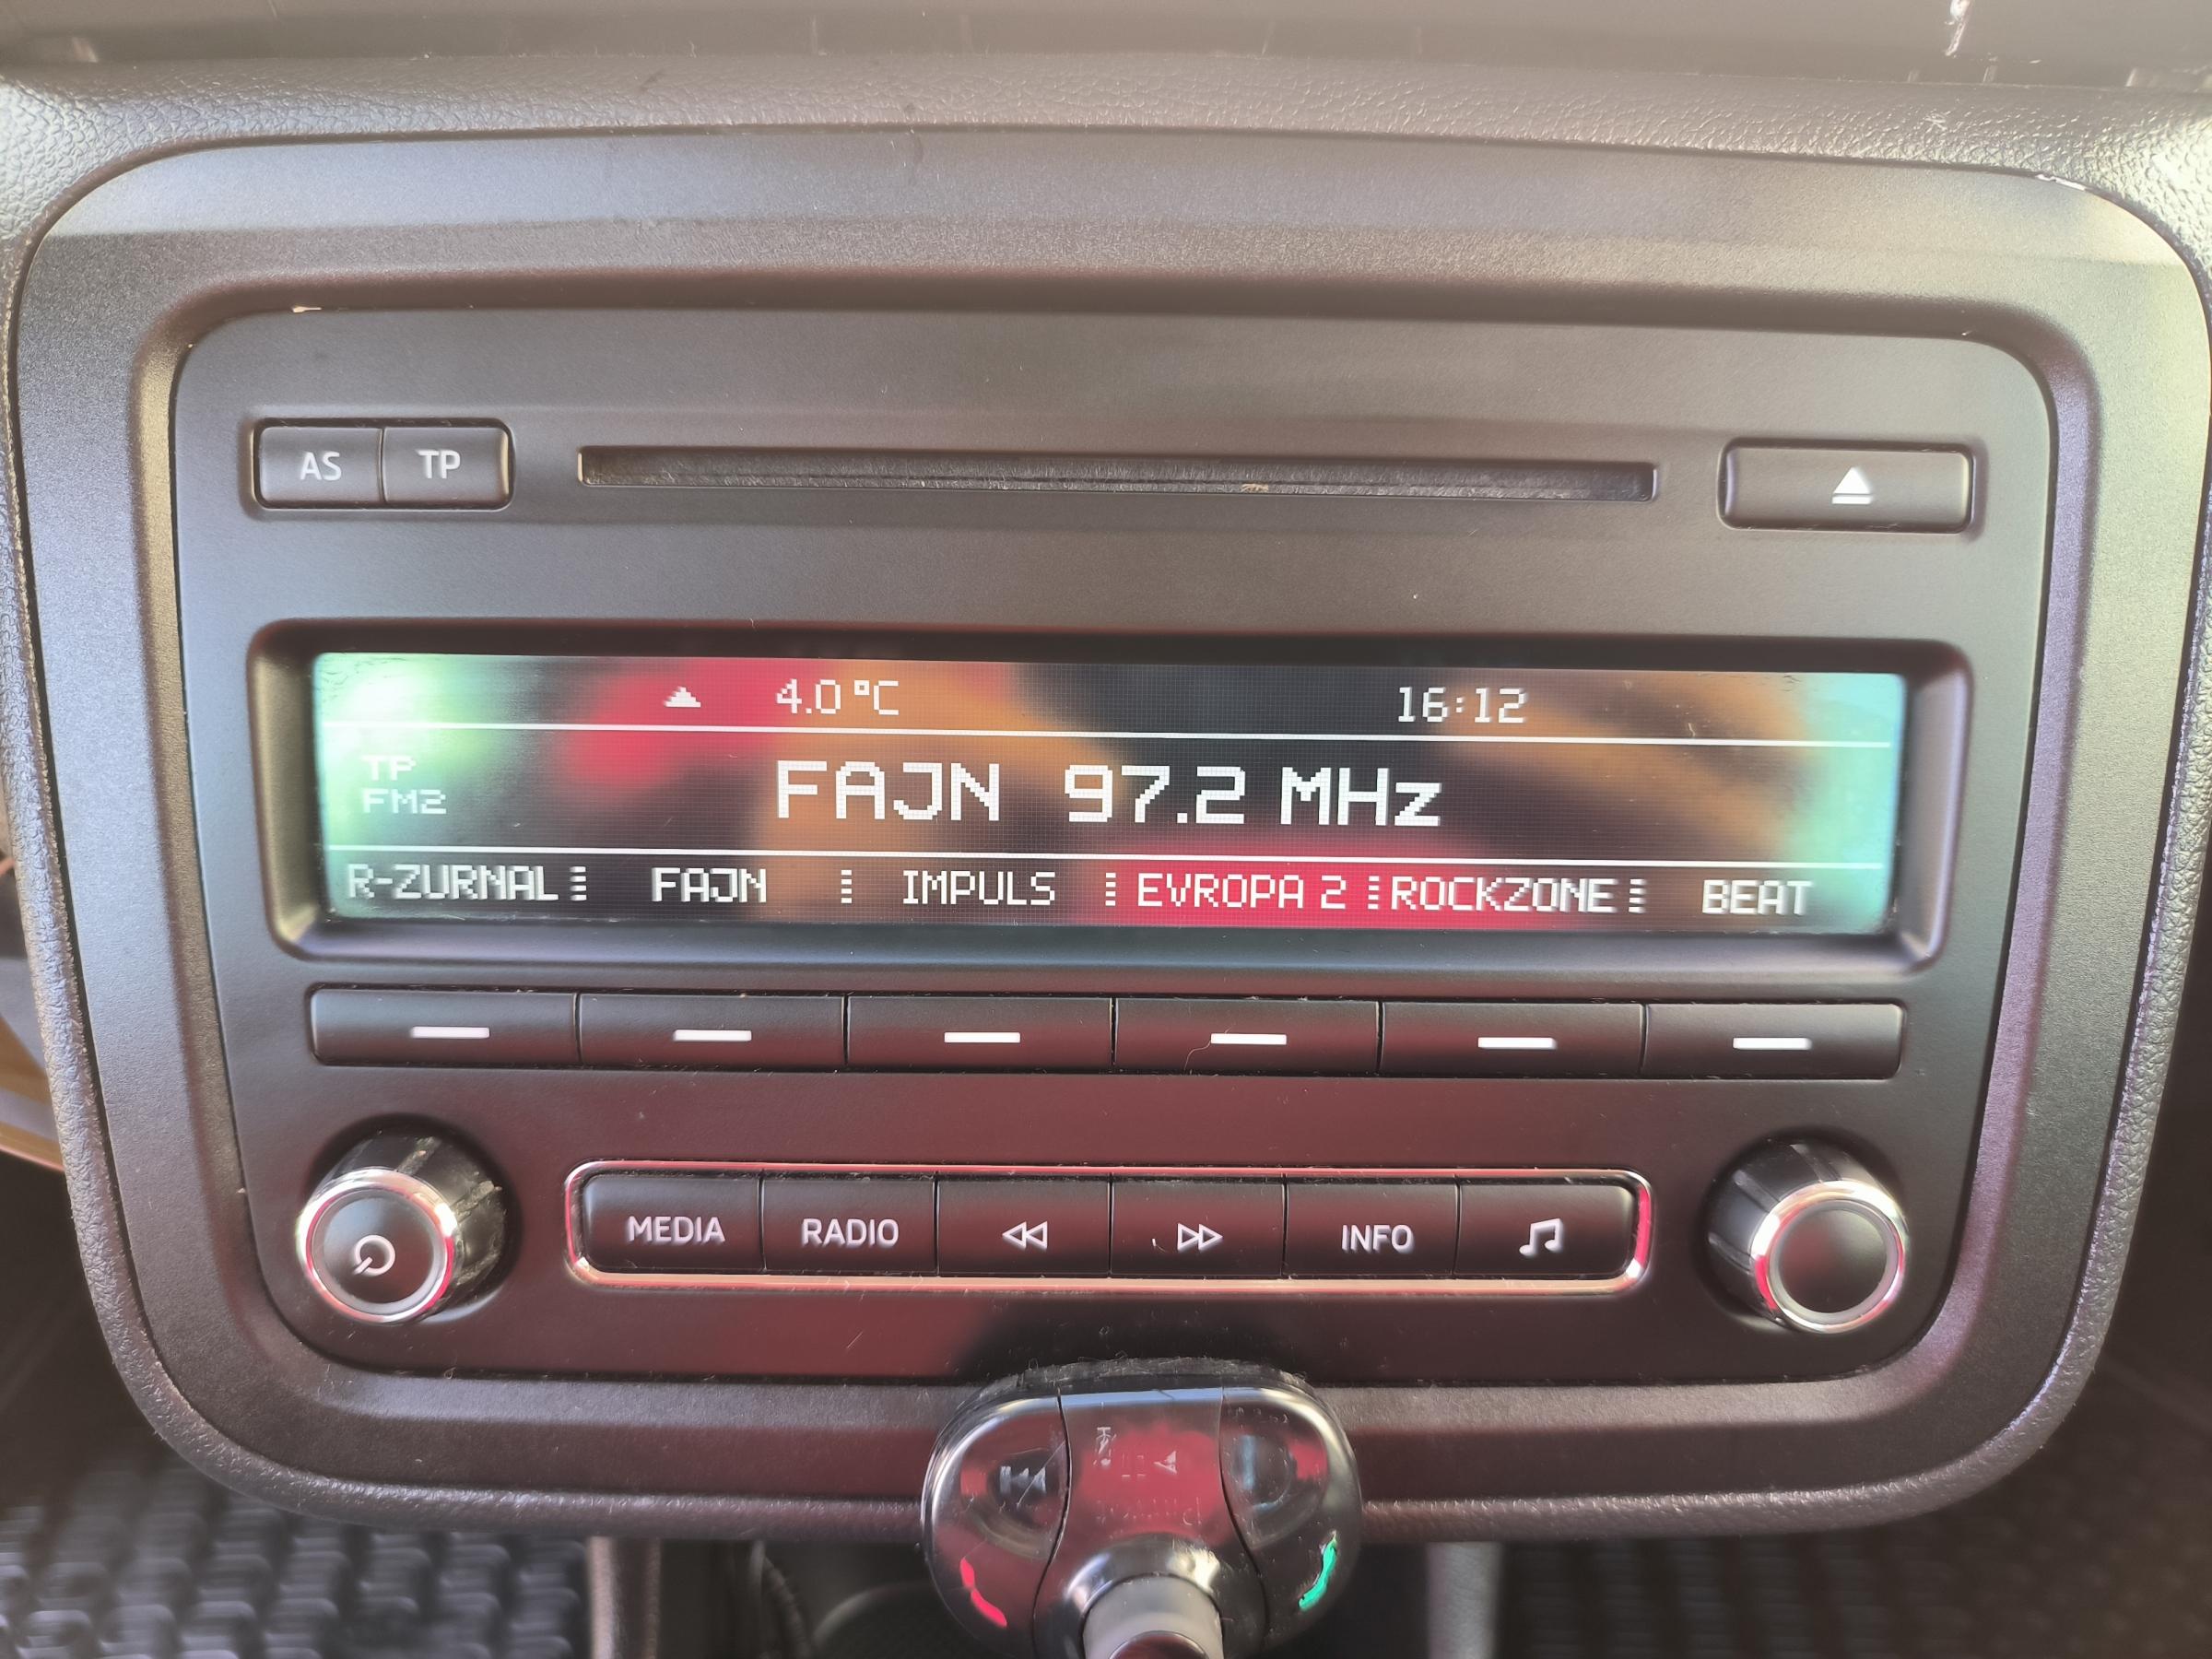 AS TP
4.0°C 16:12
TP
FM2
FAJN 97.2 MHz
R-ZURNAL FAJN IMPULS EVROPA 2 ROCKZONE BEAT
MEDIA RADIO INFO